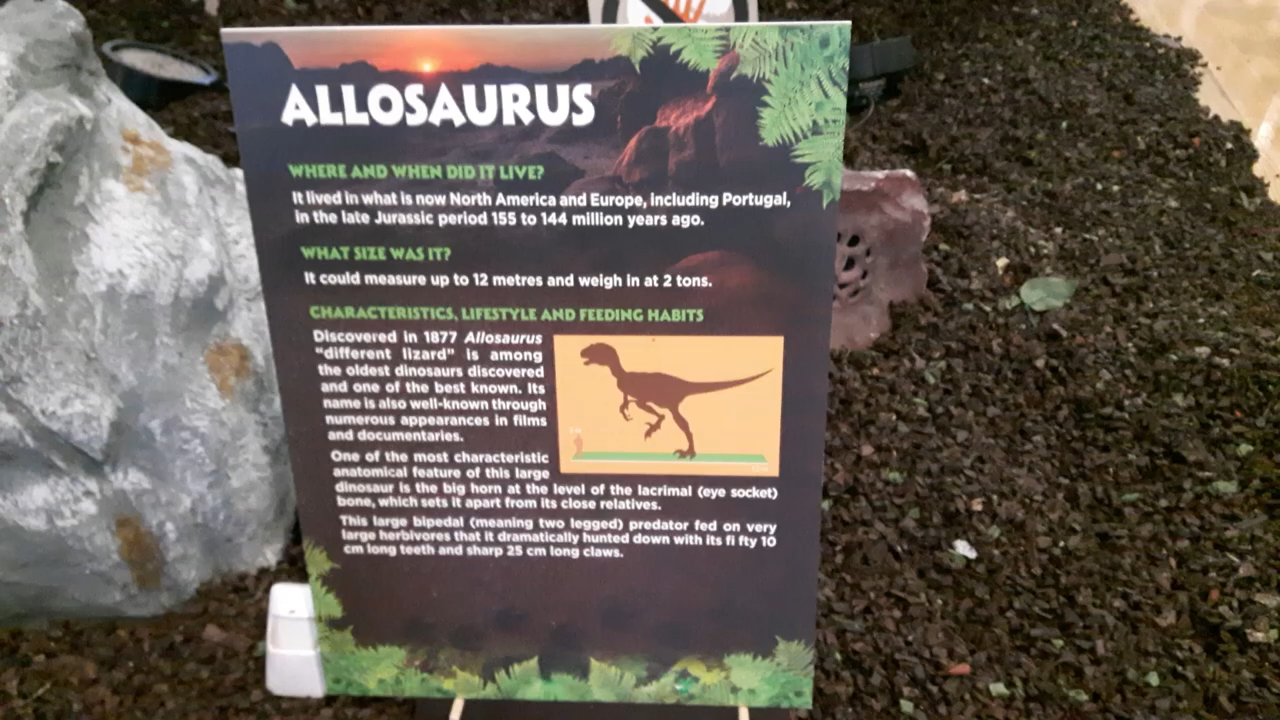 ALLOSAURUS
WHERE AND WHEN DID IT LIVE?
It lived in what is now North America and Europe, including Portugal,
in the late Jurassic period 155 to 144 million years ago.
WHAT SIZE WAS IT?
It could measure up to 12 metres and weigh in at 2 tons.
CHARACTERISTICS, LIFESTYLE AND FEEDING HABITS
Discovered in 1877 Allosaurus
"different lizard" is among
the oldest dinosaurs discovered
and one of the best known. Its
name is also well-known through
numerous appearances in films
and documentaries.
One of the most characteristic
anatomical feature of this large
dinosaur is the big horn at the level of the lacrimal (eye socket)
bone, which sets it apart from its close relatives.
This large bipedal (meaning two legged) predator fed on very
large herbivores that it dramatically hunted down with its fi fty 10
cm long teeth and sharp 25 cm long claws.